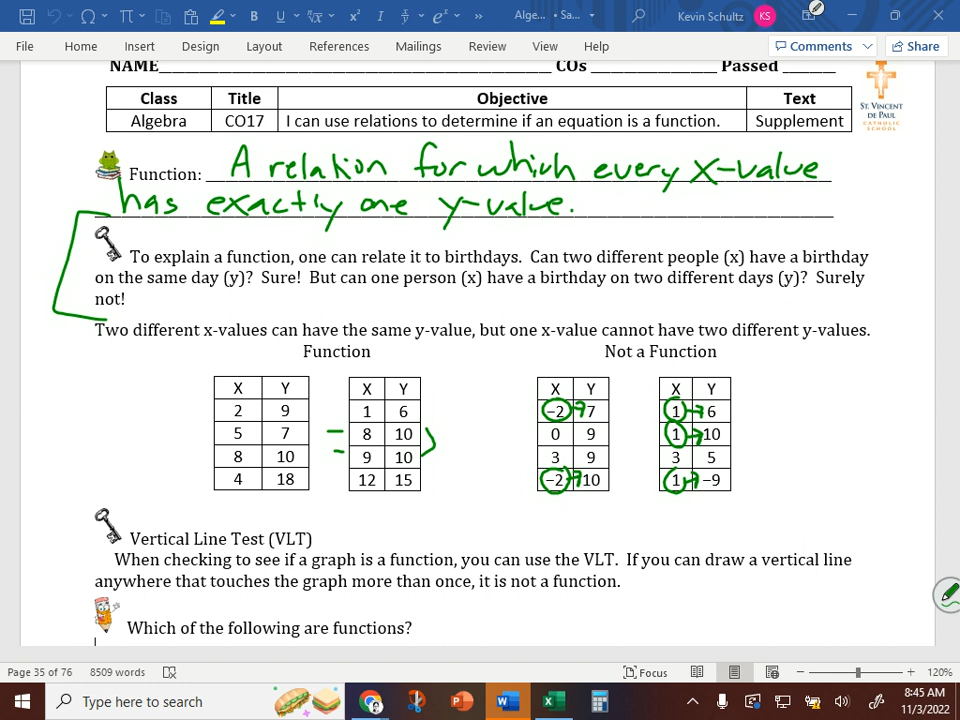 Alge... • Sa...
Kevin Schultz KS
File Home Insert Design Layout References Mailings Review View Help Comments Share
NAME COs Passed
Class Title Objective Text
Algebra CO17 I can use relations to determine if an equation is a function. Supplement
ST. VINCENT
DE PAUL
CATHOLIC
SCHOOL
Function: A relation for which every x-value
has exactly one y-value.
To explain a function, one can relate it to birthdays. Can two different people (x) have a birthday
on the same day (y)? Sure! But can one person (x) have a birthday on two different days (y)? Surely
not!
Two different x-values can have the same y-value, but one x-value cannot have two different y-values.
Function Not a Function
X Y X Y X Y X Y
2 9 1 6 −2 7 1 6
5 7 8 10 0 9 1 10
8 10 9 10 3 9 3 5
4 18 12 15 −2 10 1 −9
Vertical Line Test (VLT)
When checking to see if a graph is a function, you can use the VLT. If you can draw a vertical line
anywhere that touches the graph more than once, it is not a function.
Which of the following are functions?
Page 35 of 76 8509 words Focus 120%
Type here to search
8:45 AM
11/3/2022